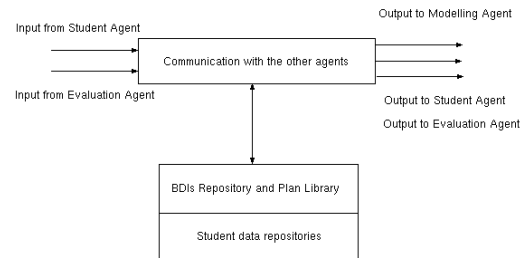 Output to Modelling Agent
Input from Student Agent
Communication with the other agents
Input from Evaluation Agent
Output to Student Agent
Output to Evaluation Agent
BDIs Repository and Plan Library
Student data repositories